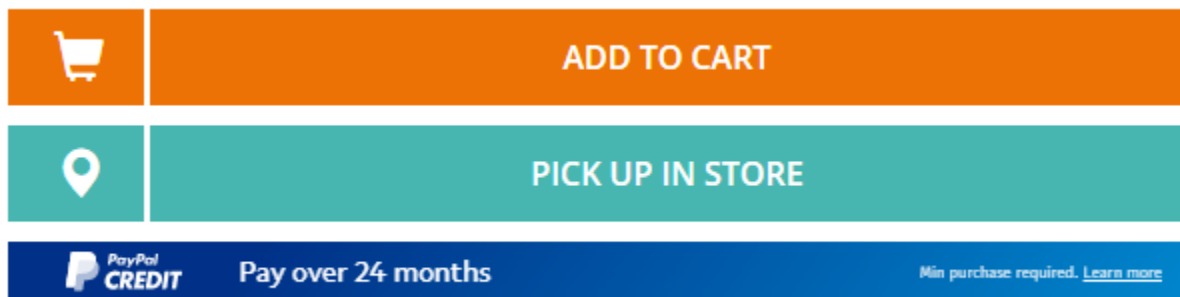 ADD TO CART
PICK UP IN STORE
PayPal
CREDIT
Pay over 24 months
Min purchase required. Learn more